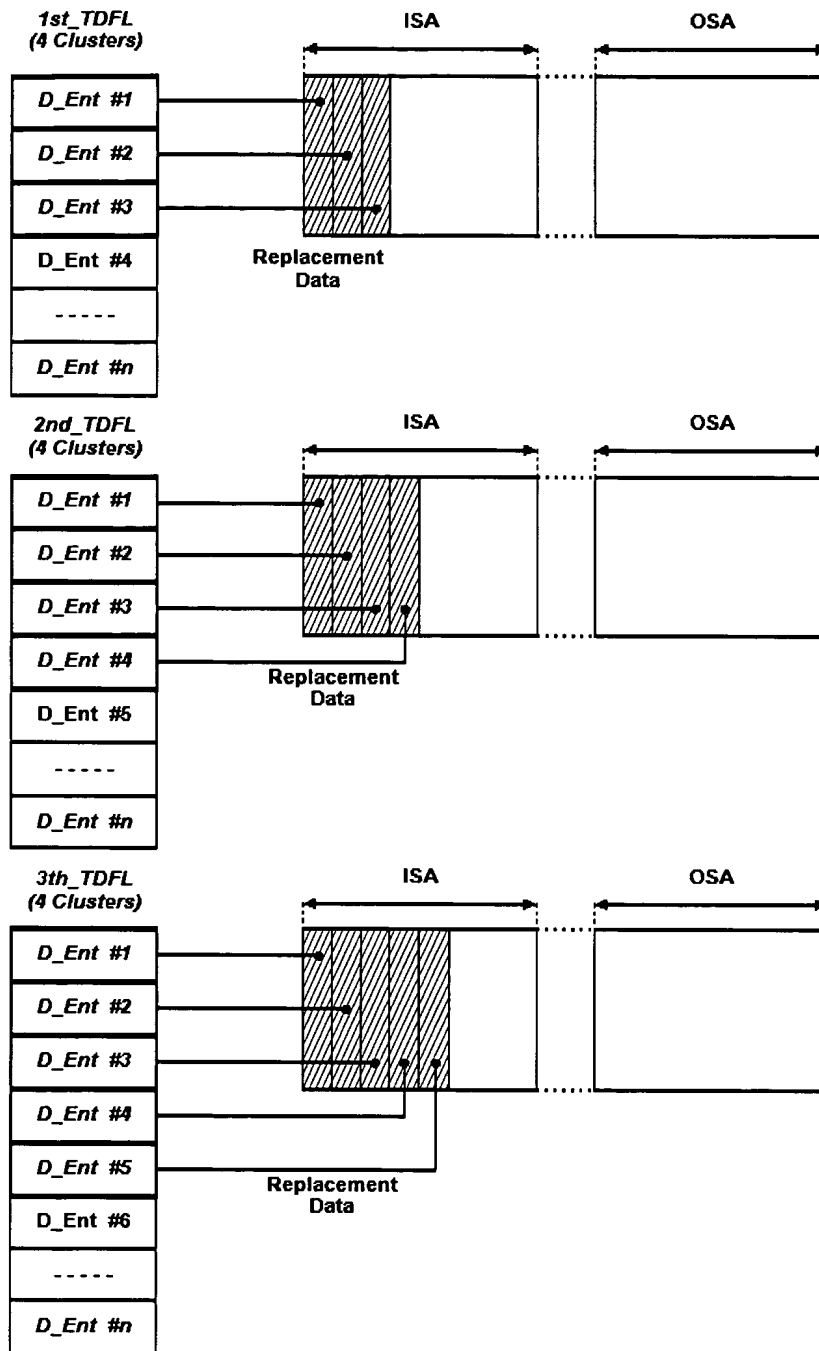 1st_TDFL
(4 Clusters)
ISA
OSA
D_Ent #1
D_Ent #2
D_Ent #3
D_Ent #4
- - - - -
D_Ent #n
Replacement
Data
2nd_TDFL
(4 Clusters)
ISA
OSA
D_Ent #1
D_Ent #2
D_Ent #3
D_Ent #4
D_Ent #5
- - - - -
D_Ent #n
Replacement
Data
3th_TDFL
(4 Clusters)
ISA
OSA
D_Ent #1
D_Ent #2
D_Ent #3
D_Ent #4
D_Ent #5
D_Ent #6
- - - - -
D_Ent #n
Replacement
Data